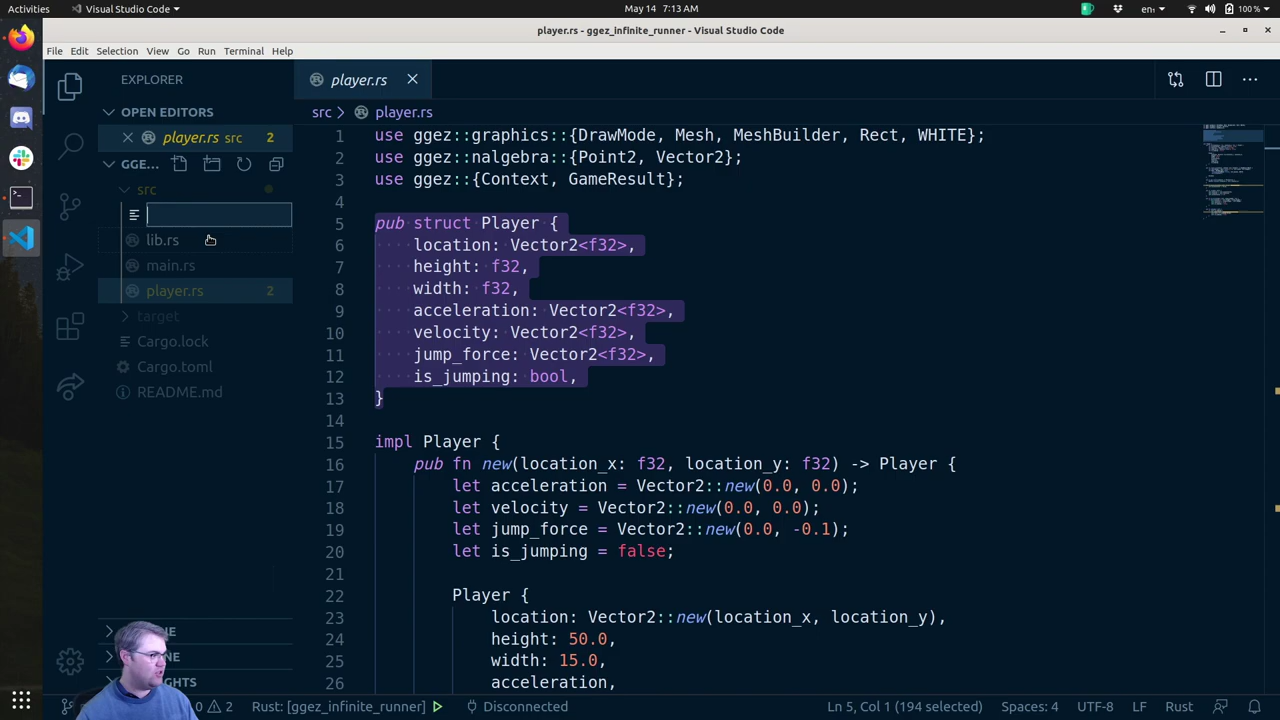 Activities
Visual Studio Code
May 14 7:13 AM
en
100 %
player.rs - ggez_infinite_runner - Visual Studio Code
File Edit Selection View Go Run Terminal Help
EXPLORER
OPEN EDITORS
player.rs src 2
GGE...
src
lib.rs
main.rs
player.rs 2
target
Cargo.lock
Cargo.toml
README.md
player.rs
src > player.rs
1 use ggez::graphics::{DrawMode, Mesh, MeshBuilder, Rect, WHITE};
2 use ggez::nalgebra::{Point2, Vector2};
3 use ggez::{Context, GameResult};
4
5 pub struct Player {
6 location: Vector2<f32>,
7 height: f32,
8 width: f32,
9 acceleration: Vector2<f32>,
10 velocity: Vector2<f32>,
11 jump_force: Vector2<f32>,
12 is_jumping: bool,
13 }
14
15 impl Player {
16 pub fn new(location_x: f32, location_y: f32) -> Player {
17 let acceleration = Vector2::new(0.0, 0.0);
18 let velocity = Vector2::new(0.0, 0.0);
19 let jump_force = Vector2::new(0.0, -0.1);
20 let is_jumping = false;
21
22 Player {
23 location: Vector2::new(location_x, location_y),
24 height: 50.0,
25 width: 15.0,
26 acceleration,
0 2
Rust: [ggez_infinite_runner]
Disconnected
Ln 5, Col 1 (194 selected)
Spaces: 4
UTF-8
LF
Rust